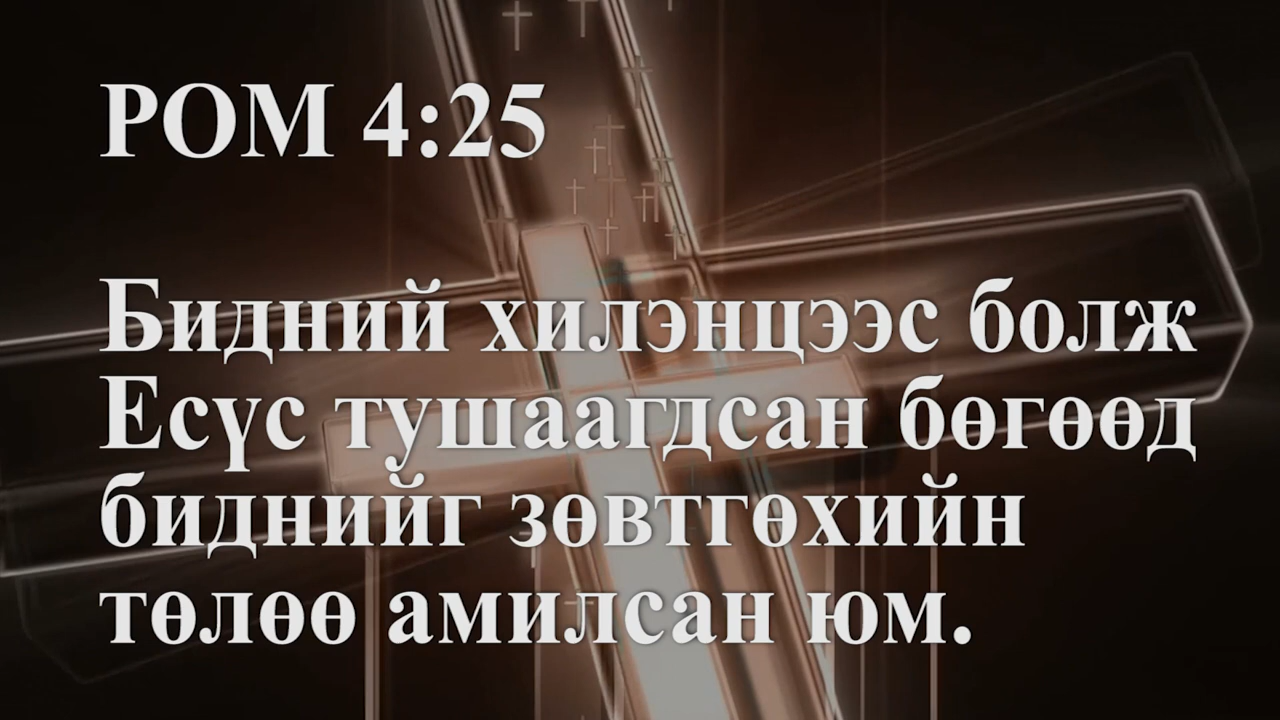 РОМ 4:25
Бидний хилэнцээс болж
Есүс тушаагдсан бөгөөд
биднийг зөвтгөхийн
төлөө амилсан юм.